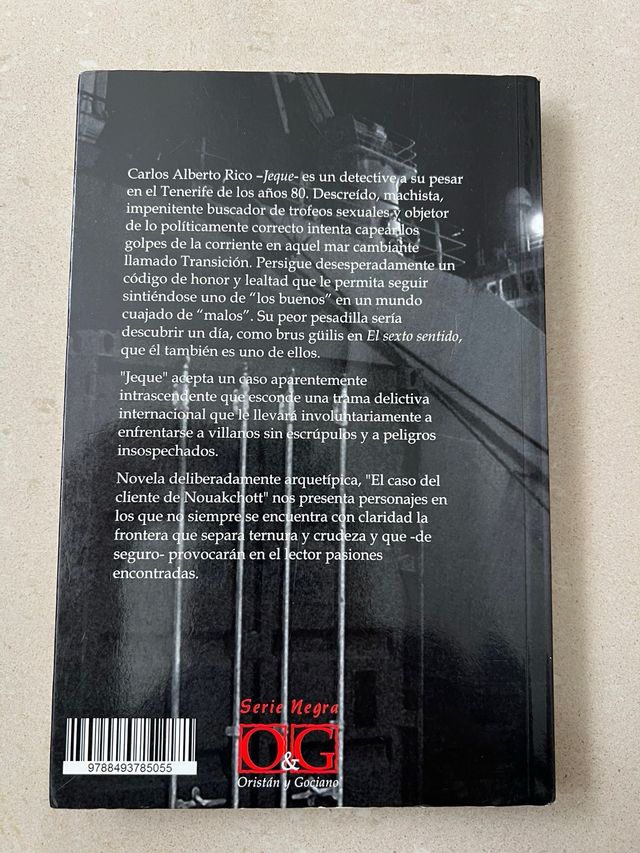 Carlos Alberto Rico –Jeque- es un detective a su pesar
en el Tenerife de los años 80. Descreído, machista,
impenitente buscador de trofeos sexuales y objetor
de lo políticamente correcto intenta capear los
golpes de la corriente en aquel mar cambiante
llamado Transición. Persigue desesperadamente un
código de honor y lealtad que le permita seguir
sintiéndose uno de “los buenos” en un mundo
cuajado de “malos”. Su peor pesadilla sería
descubrir un día, como brus güilis en El sexto sentido,
que él también es uno de ellos.
"Jeque" acepta un caso aparentemente
intrascendente que esconde una trama delictiva
internacional que le llevará involuntariamente a
enfrentarse a villanos sin escrúpulos y a peligros
insospechados.
Novela deliberadamente arquetípica, "El caso del
cliente de Nouakchott" nos presenta personajes en
los que no siempre se encuentra con claridad la
frontera que separa ternura y crudeza y que -de
seguro- provocarán en el lector pasiones
encontradas.
Serie Negra
O&G
Oristán y Gociano
9788493785055